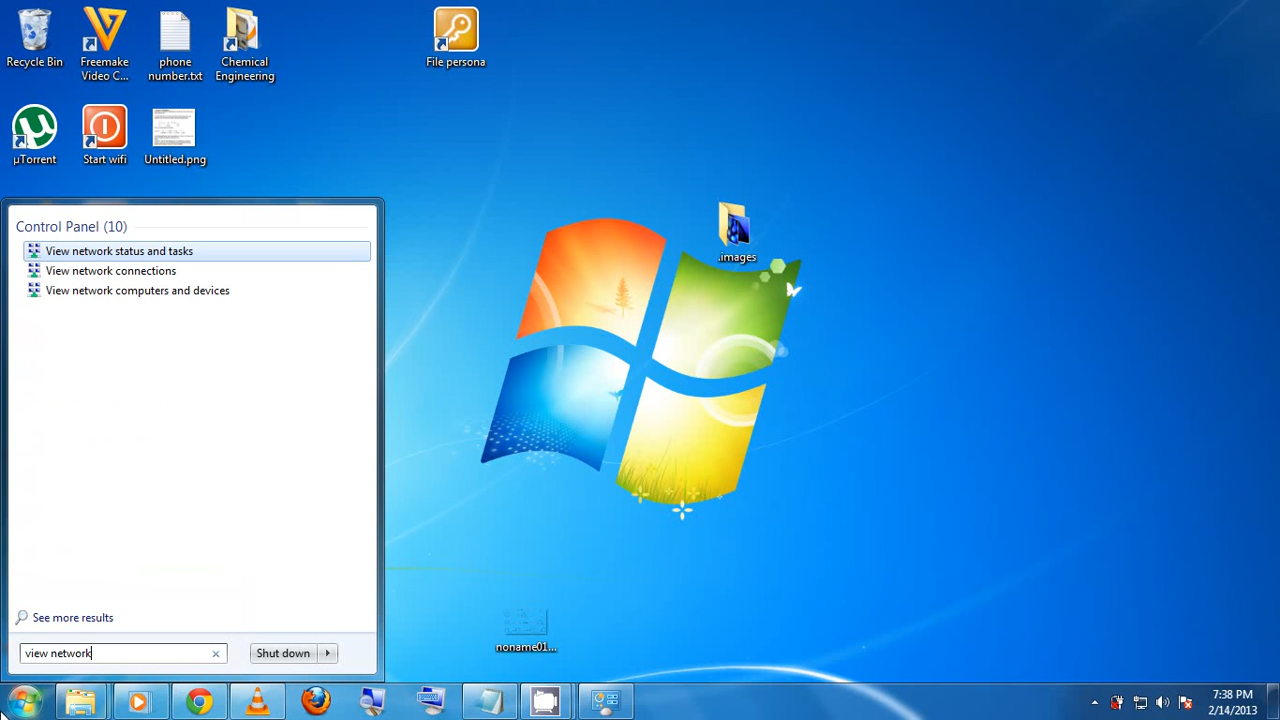 Recycle Bin
Freemake
Video C...
phone
number.txt
Chemical
Engineering
File persona
µTorrent
Start wifi
Untitled.png
.images
Control Panel (10)
View network status and tasks
View network connections
View network computers and devices
See more results
view network
Shut down
noname01...
7:38 PM
2/14/2013